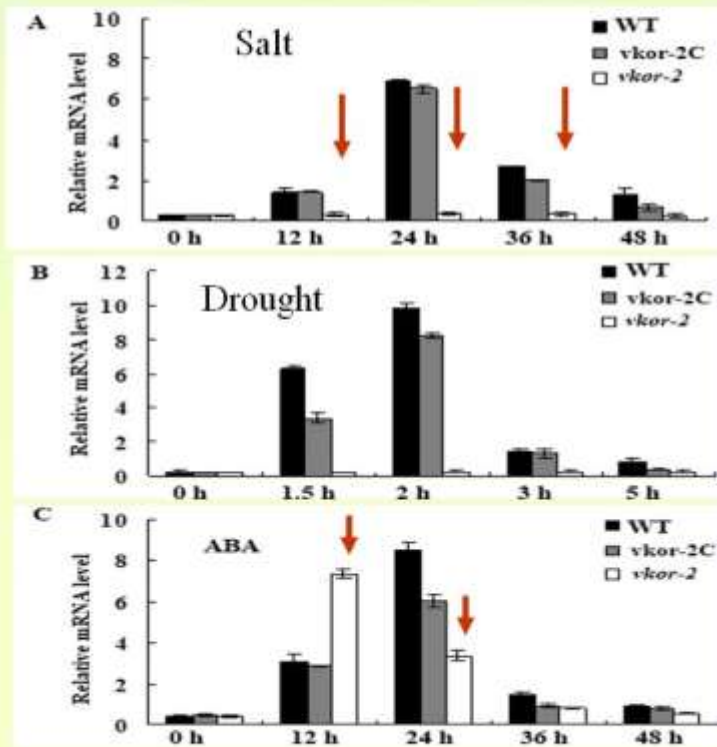 A
Salt
Relative mRNA level
10
8
6
4
2
0
WT
vkor-2C
vkor-2
0 h 12 h 24 h 36 h 48 h
B
Drought
Relative mRNA level
12
10
8
6
4
2
0
WT
vkor-2C
vkor-2
0 h 1.5 h 2 h 3 h 5 h
C
ABA
Relative mRNA level
10
8
6
4
2
0
WT
vkor-2C
vkor-2
0 h 12 h 24 h 36 h 48 h